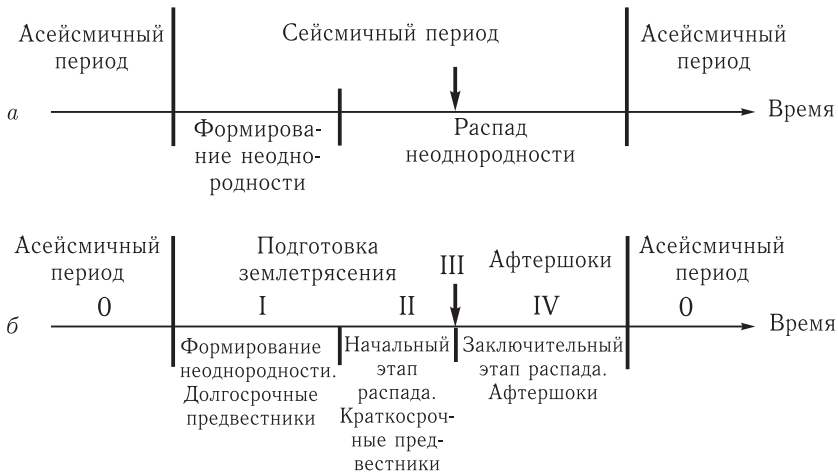 Асейсмичный
период
Сейсмичный период
Асейсмичный
период
а
Время
Формирова-
ние неодно-
родности
Распад
неоднородности
Асейсмичный
период
Подготовка
землетрясения
III
Афтершоки
Асейсмичный
период
0
I
II
IV
0
б
Время
Формирование
неоднородности.
Долгосрочные
предвестники
Начальный
этап
распада.
Краткосроч-
ные пред-
вестники
Заключительный
этап распада.
Афтершоки